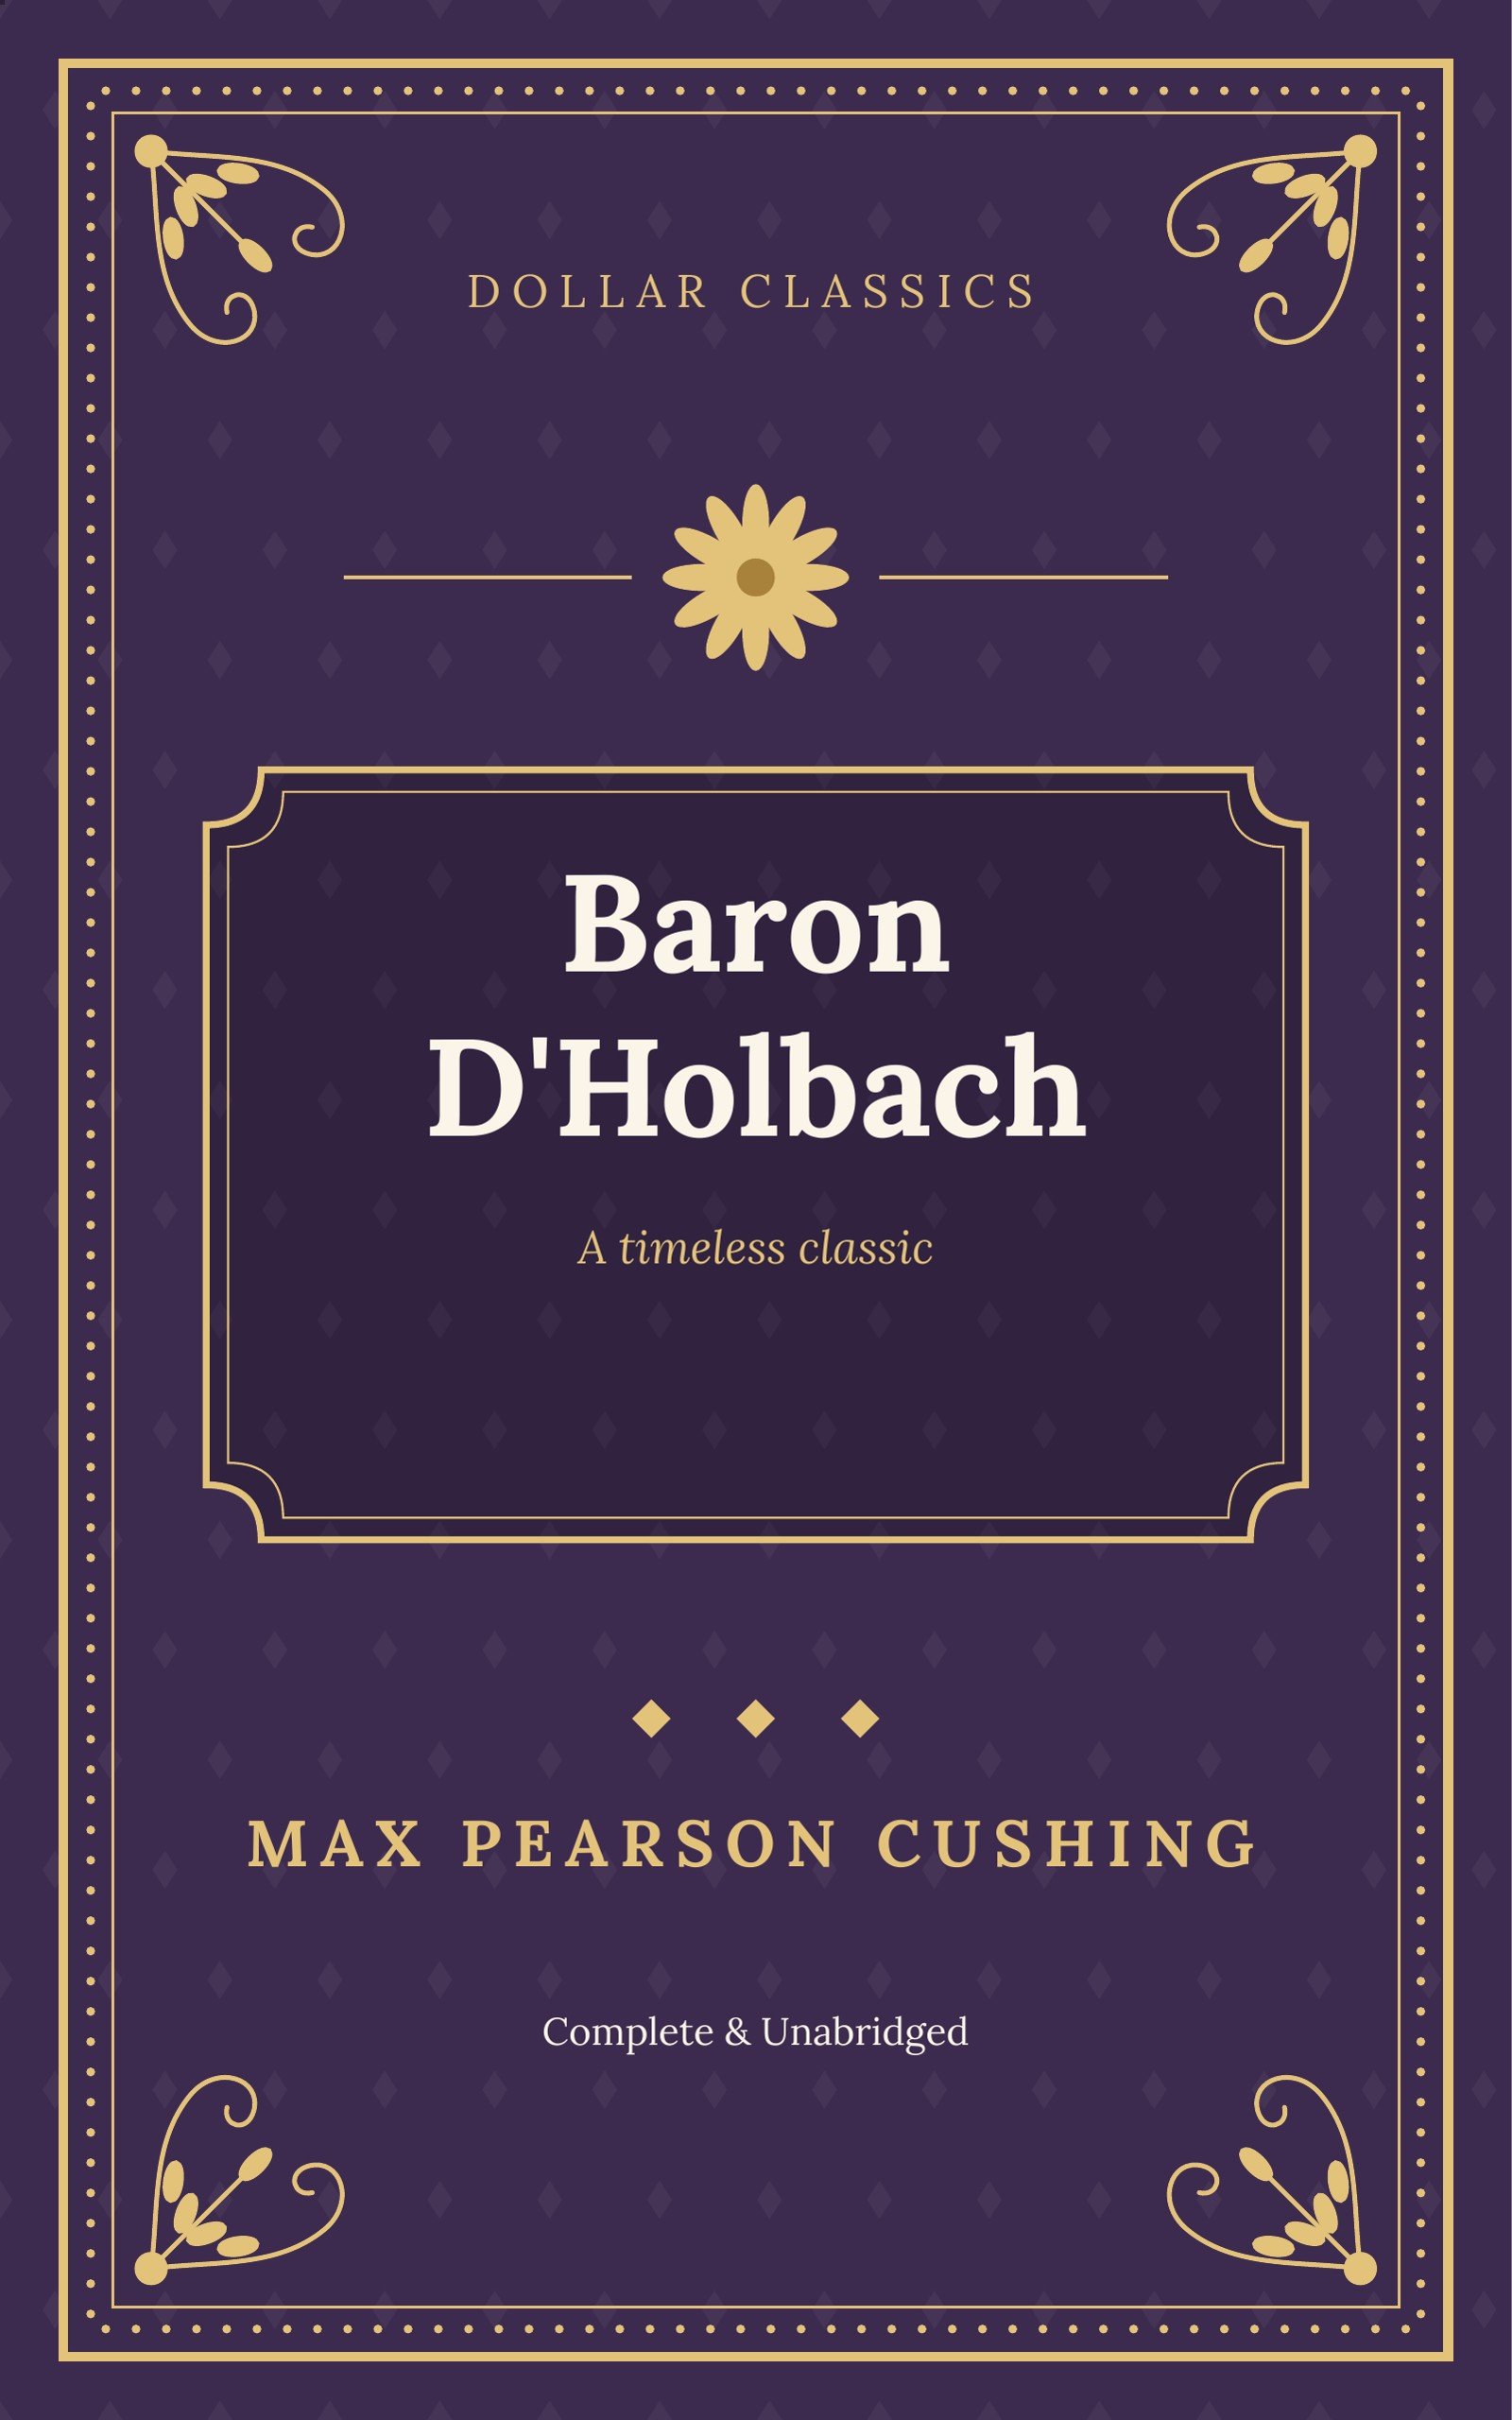 DOLLAR CLASSICS
Baron
D'Holbach
A timeless classic
MAX PEARSON CUSHING
Complete & Unabridged